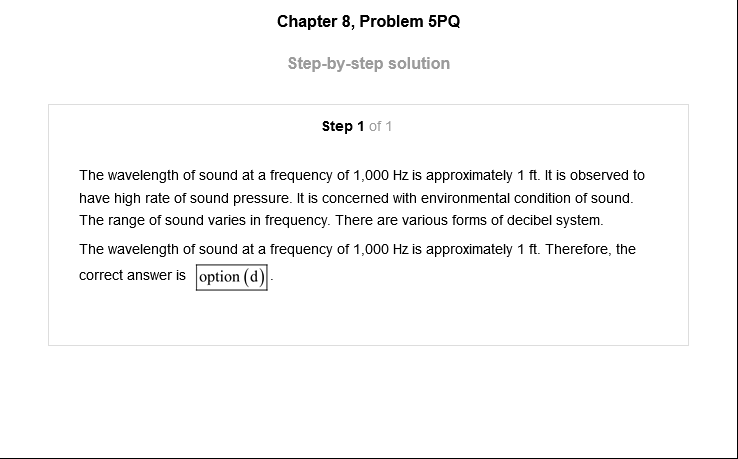 Chapter 8, Problem 5PQ
Step-by-step solution
Step 1 of 1
The wavelength of sound at a frequency of 1,000 Hz is approximately 1 ft. It is observed to
have high rate of sound pressure. It is concerned with environmental condition of sound.
The range of sound varies in frequency. There are various forms of decibel system.
The wavelength of sound at a frequency of 1,000 Hz is approximately 1 ft. Therefore, the
correct answer is option (d).